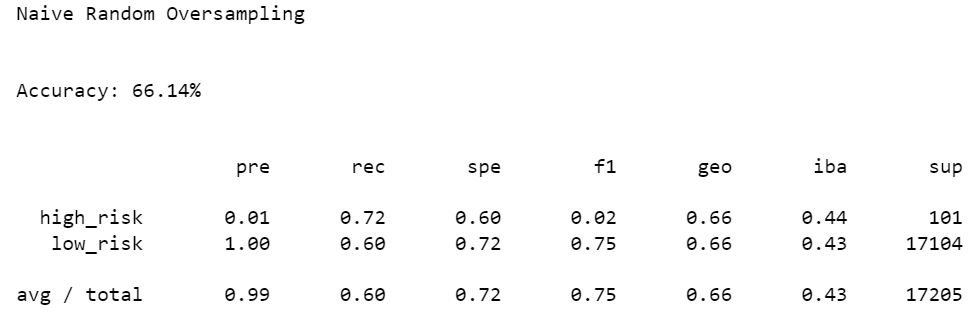 Naive Random Oversampling
Accuracy: 66.14%
pre rec spe f1 geo iba sup
high_risk 0.01 0.72 0.60 0.02 0.66 0.44 101
low_risk 1.00 0.60 0.72 0.75 0.66 0.43 17104
avg / total 0.99 0.60 0.72 0.75 0.66 0.43 17205